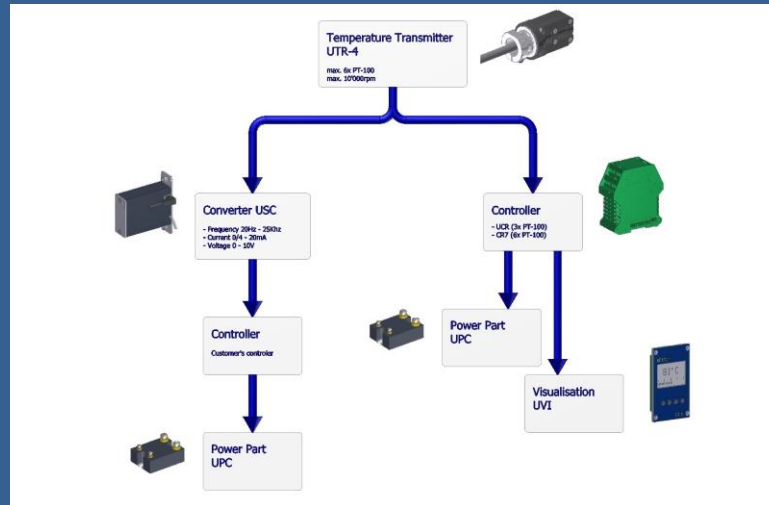 Temperature Transmitter
UTR-4
max. 6x PT-100
max. 10'000rpm
Converter USC
- Frequency 20Hz - 25Khz
- Current 0/4 - 20mA
- Voltage 0 - 10V
Controller
- UCR (3x PT-100)
- CR7 (6x PT-100)
Controller
Customer's controler
Power Part
UPC
Visualisation
UVI
81°C
Power Part
UPC